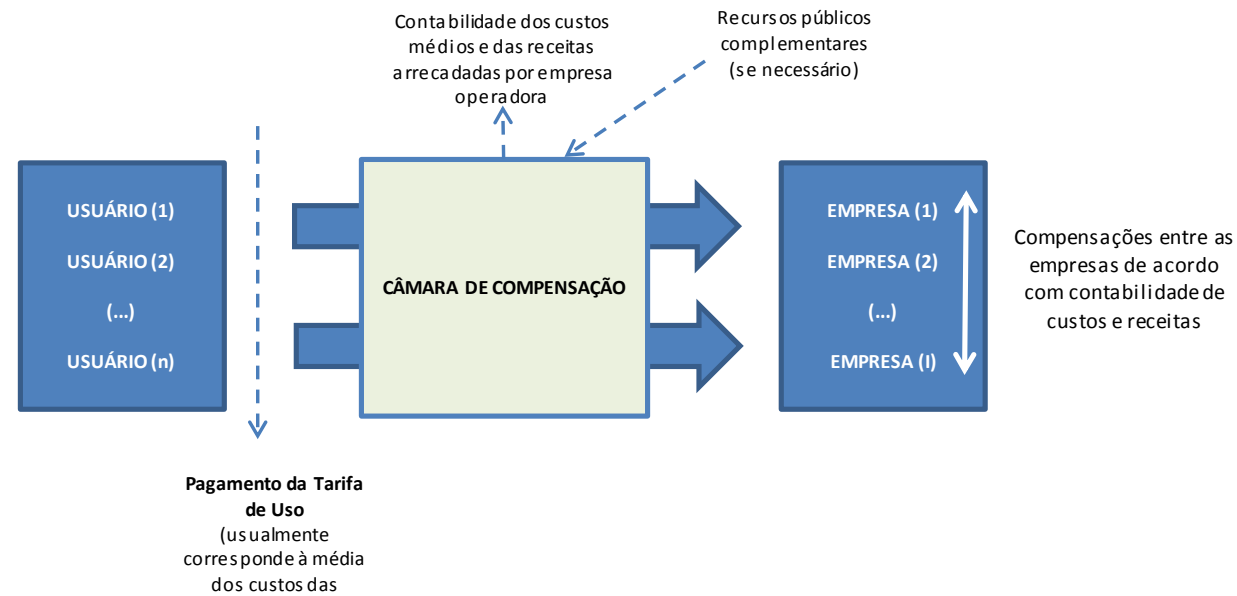 Contabilidade dos custos
médios e das receitas
arrecadadas por empresa
operadora
Recursos públicos
complementares
(se necessário)
USUÁRIO (1)
USUÁRIO (2)
(...)
USUÁRIO (n)
CÂMARA DE COMPENSAÇÃO
EMPRESA (1)
EMPRESA (2)
(...)
EMPRESA (I)
Compensações entre as
empresas de acordo
com contabilidade de
custos e receitas
Pagamento da Tarifa
de Uso
(usualmente
corresponde à média
dos custos das